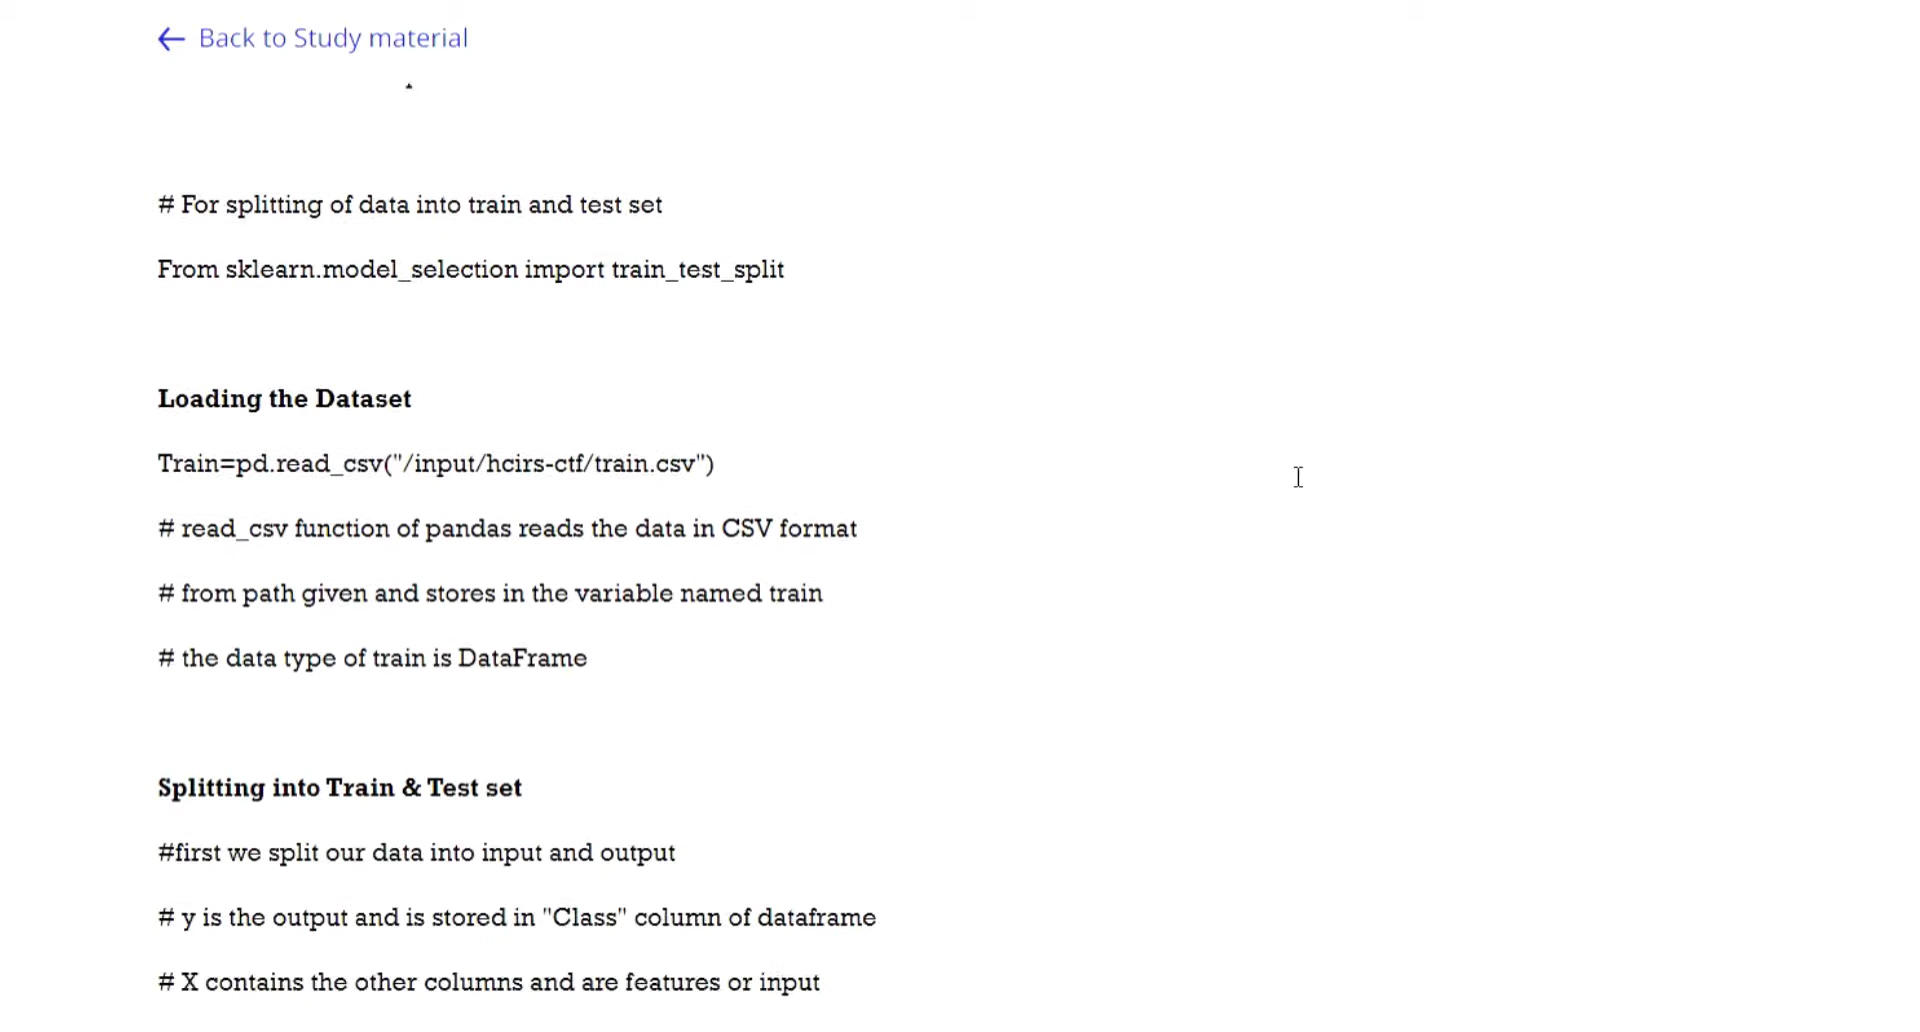 ← Back to Study material
# For splitting of data into train and test set
From sklearn.model_selection import train_test_split
Loading the Dataset
Train=pd.read_csv("/input/hcirs-ctf/train.csv")
# read_csv function of pandas reads the data in CSV format
# from path given and stores in the variable named train
# the data type of train is DataFrame
Splitting into Train & Test set
#first we split our data into input and output
# y is the output and is stored in "Class" column of dataframe
# X contains the other columns and are features or input